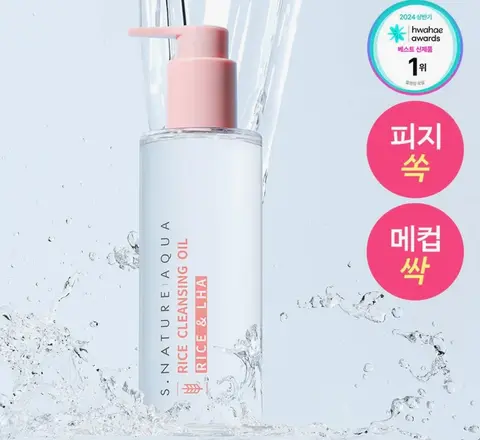 2024 상반기
hwahae
awards
베스트 신제품
1위
피지
쏙
메컵
싹
S.NATURE | AQUA
RICE CLEANSING OIL
RICE & LHA